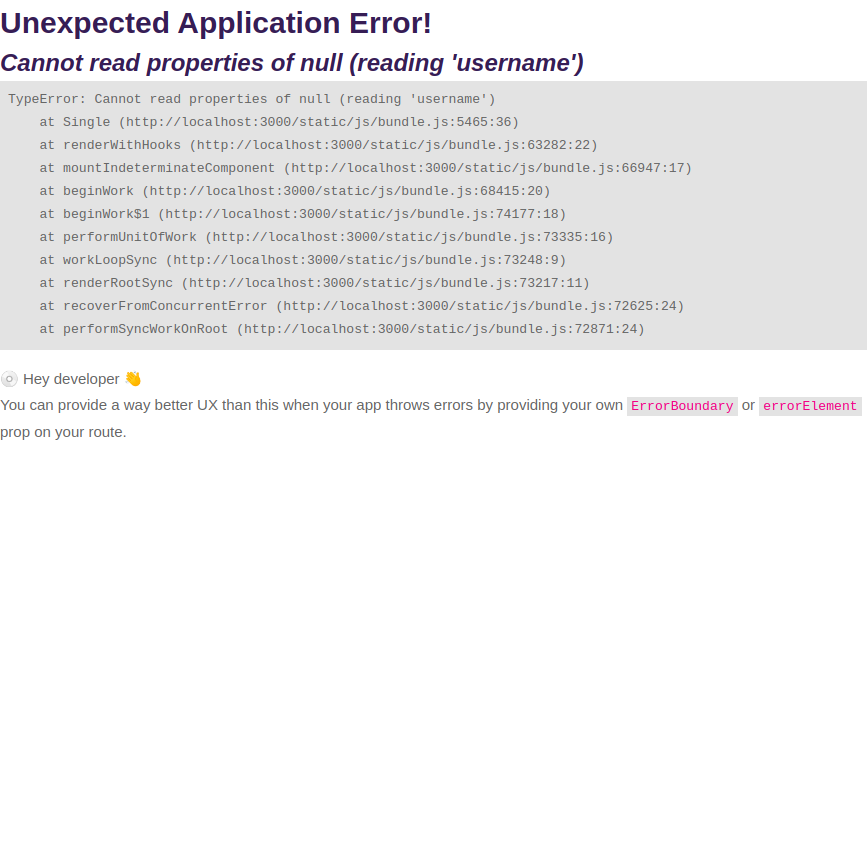 Unexpected Application Error!
Cannot read properties of null (reading 'username')
TypeError: Cannot read properties of null (reading 'username')
    at Single (http://localhost:3000/static/js/bundle.js:5465:36)
    at renderWithHooks (http://localhost:3000/static/js/bundle.js:63282:22)
    at mountIndeterminateComponent (http://localhost:3000/static/js/bundle.js:66947:17)
    at beginWork (http://localhost:3000/static/js/bundle.js:68415:20)
    at beginWork$1 (http://localhost:3000/static/js/bundle.js:74177:18)
    at performUnitOfWork (http://localhost:3000/static/js/bundle.js:73335:16)
    at workLoopSync (http://localhost:3000/static/js/bundle.js:73248:9)
    at renderRootSync (http://localhost:3000/static/js/bundle.js:73217:11)
    at recoverFromConcurrentError (http://localhost:3000/static/js/bundle.js:72625:24)
    at performSyncWorkOnRoot (http://localhost:3000/static/js/bundle.js:72871:24)
💿 Hey developer 👋
You can provide a way better UX than this when your app throws errors by providing your own ErrorBoundary or errorElement
prop on your route.